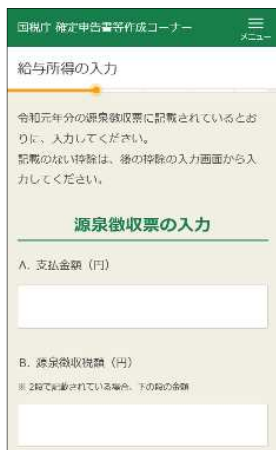 国税庁 確定申告書等作成コーナー
メニュー
給与所得の入力
令和元年分の源泉徴収票に記載されているとお
りに、入力してください。
記載のない控除は、後の控除の入力画面から入
力してください。
源泉徴収票の入力
A. 支払金額（円）
B. 源泉徴収税額（円）
※ 2段で記載されている場合、下の段の金額